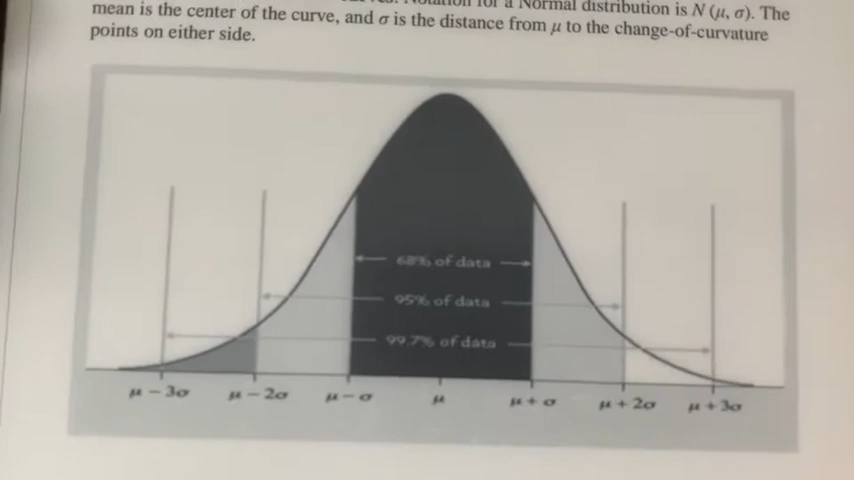 Notation for a Normal distribution is N (μ, σ). The
mean is the center of the curve, and σ is the distance from μ to the change-of-curvature
points on either side.
68% of data
95% of data
99.7% of data
μ − 3σ μ − 2σ μ − σ μ μ + σ μ + 2σ μ + 3σ